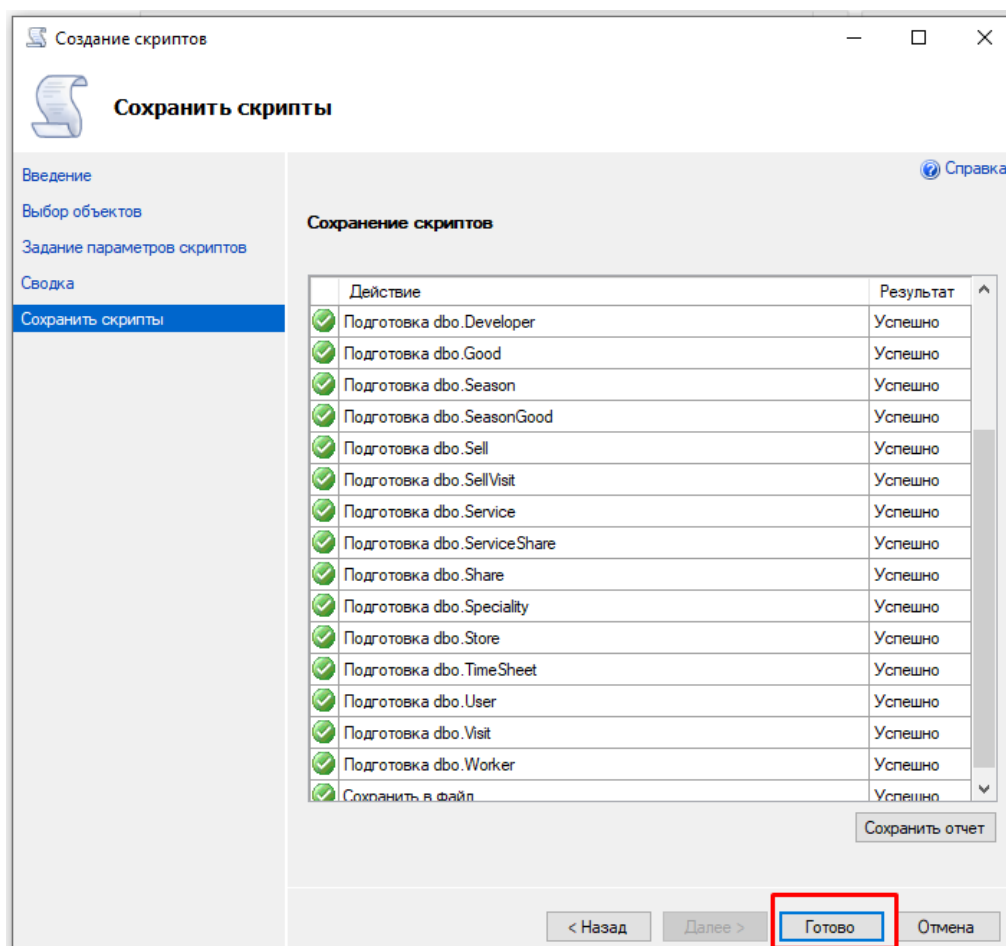 Создание скриптов
Сохранить скрипты
Введение
Выбор объектов
Задание параметров скриптов
Сводка
Сохранить скрипты
Справка
Сохранение скриптов
Действие Результат
Подготовка dbo.Developer Успешно
Подготовка dbo.Good Успешно
Подготовка dbo.Season Успешно
Подготовка dbo.SeasonGood Успешно
Подготовка dbo.Sell Успешно
Подготовка dbo.SellVisit Успешно
Подготовка dbo.Service Успешно
Подготовка dbo.ServiceShare Успешно
Подготовка dbo.Share Успешно
Подготовка dbo.Speciality Успешно
Подготовка dbo.Store Успешно
Подготовка dbo.TimeSheet Успешно
Подготовка dbo.User Успешно
Подготовка dbo.Visit Успешно
Подготовка dbo.Worker Успешно
Сохранить в файл Успешно
Сохранить отчет
< Назад Далее > Готово Отмена